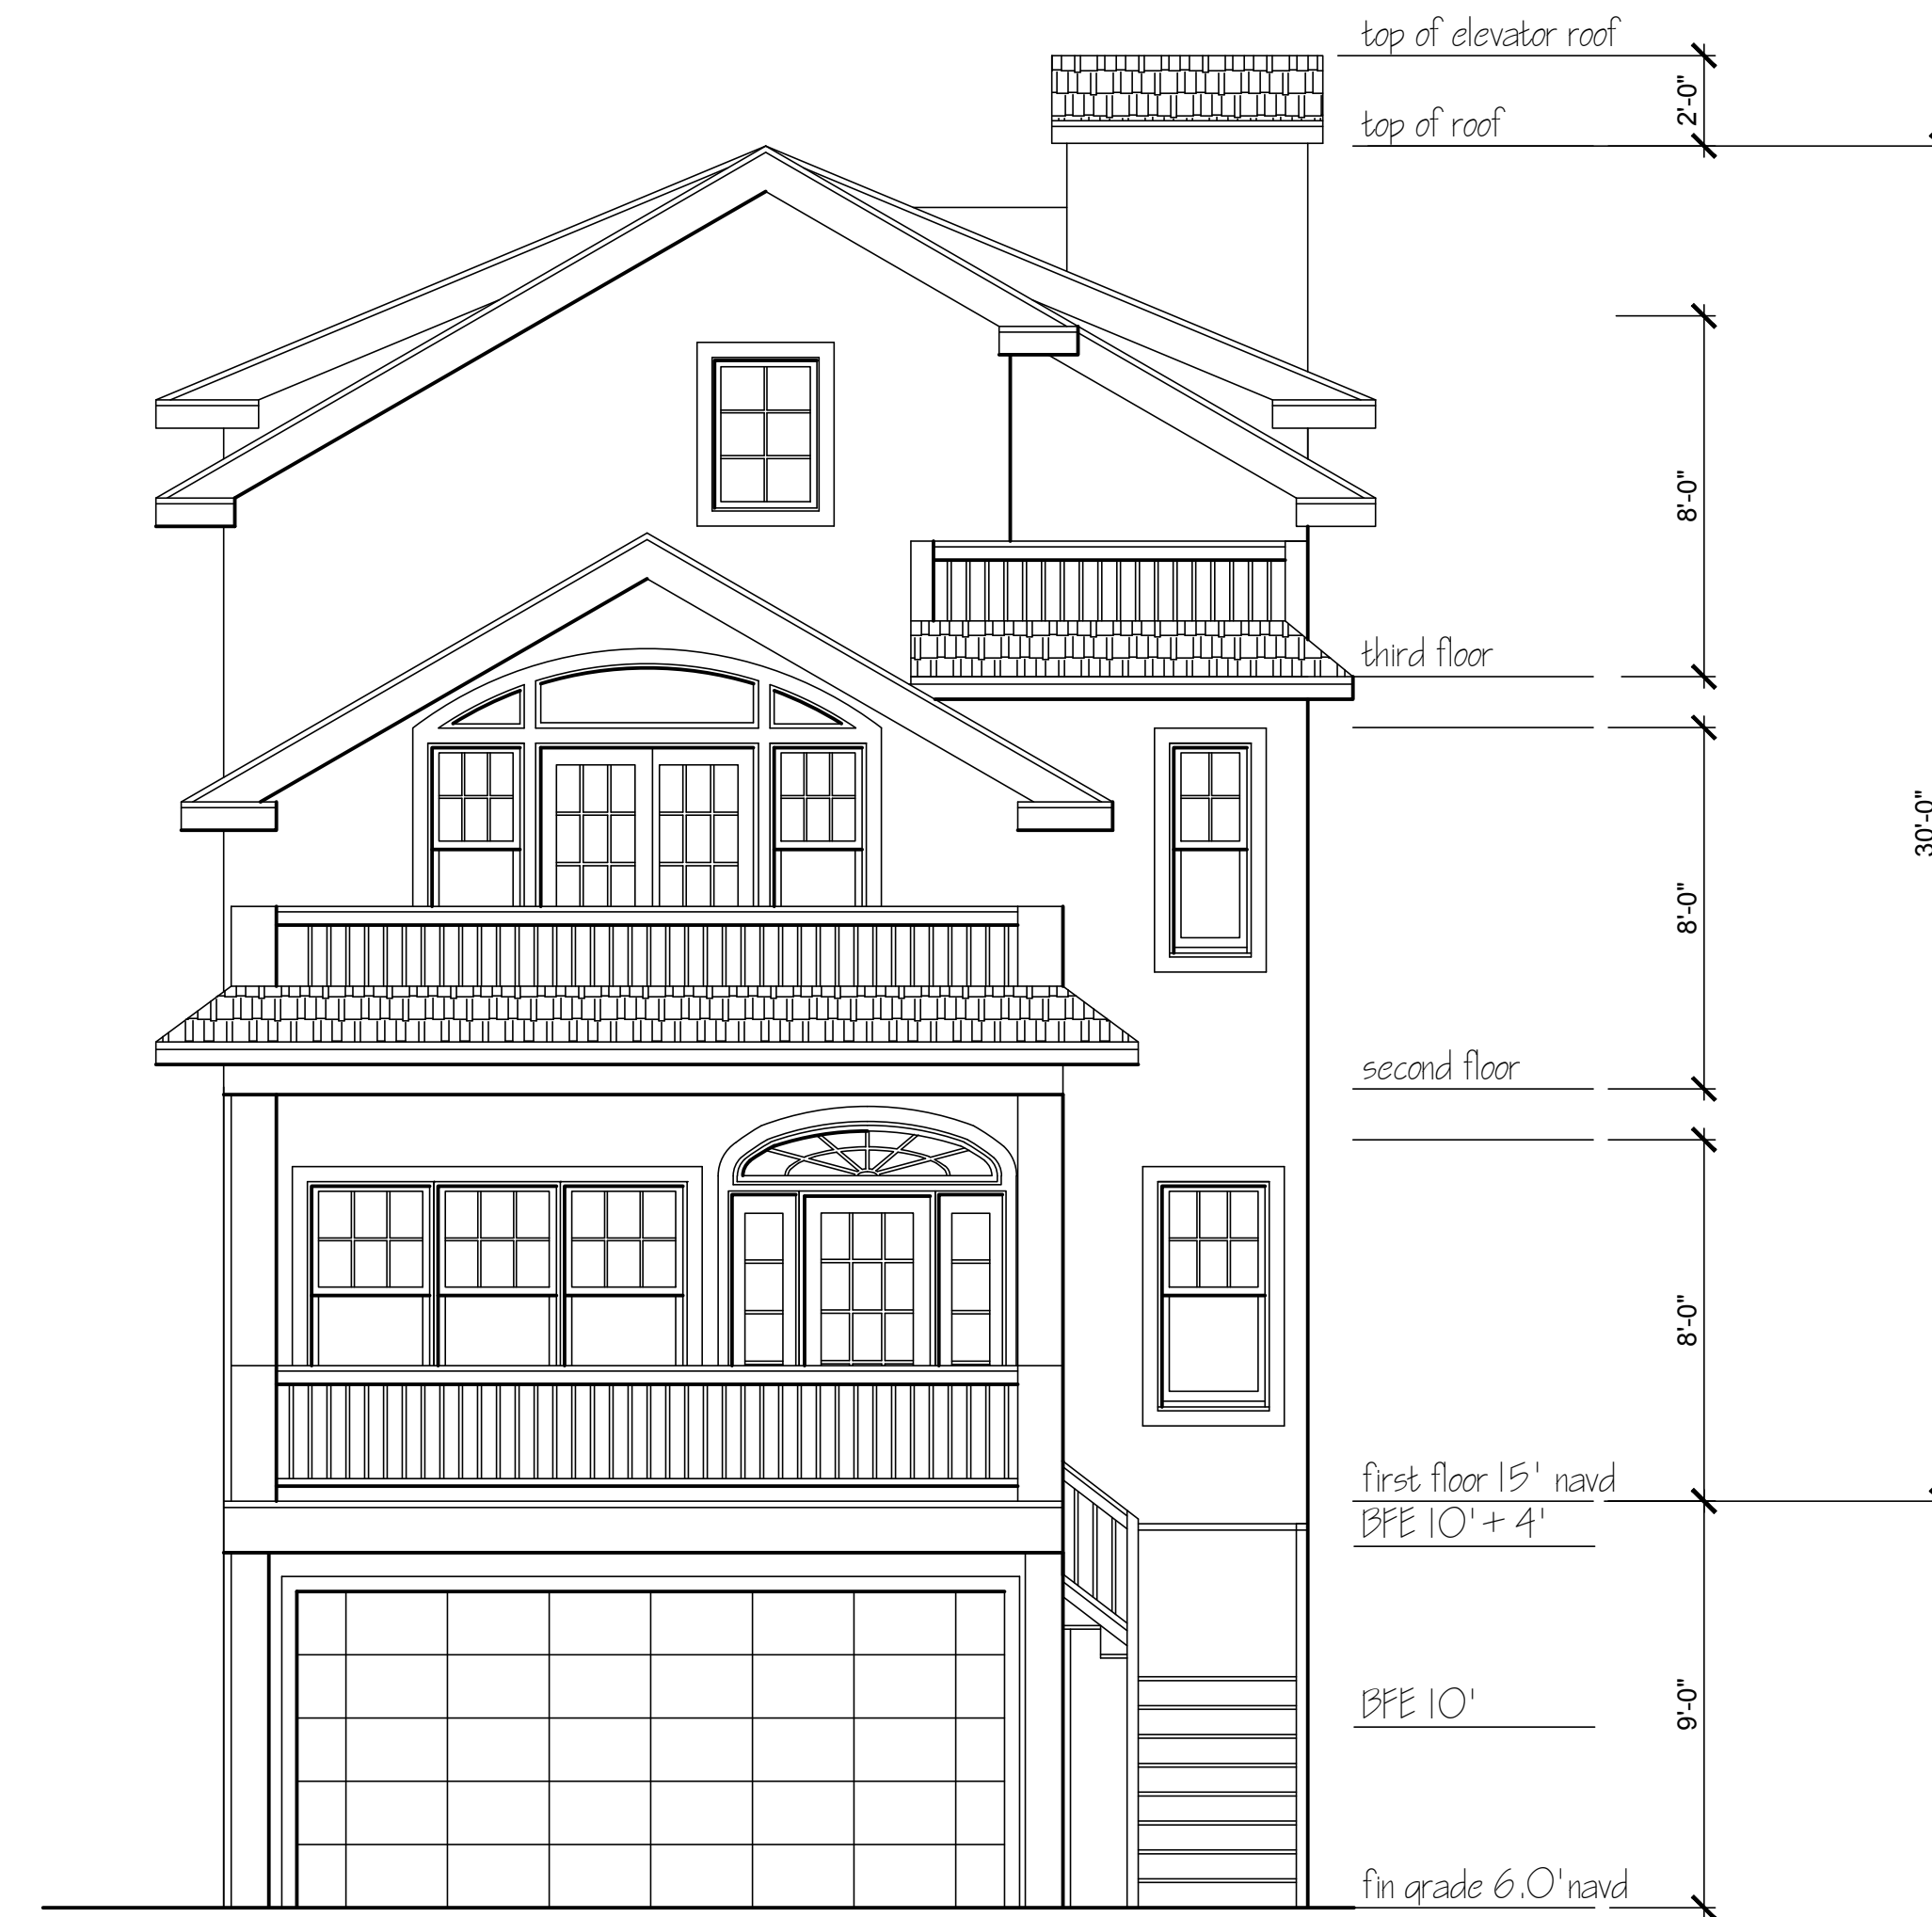 top of elevator roof
2'-0"
top of roof
8'-0"
third floor
30'-0"
8'-0"
second floor
8'-0"
first floor 15' navd
BFE 10' + 4'
BFE 10'
9'-0"
fin grade 6.0' navd